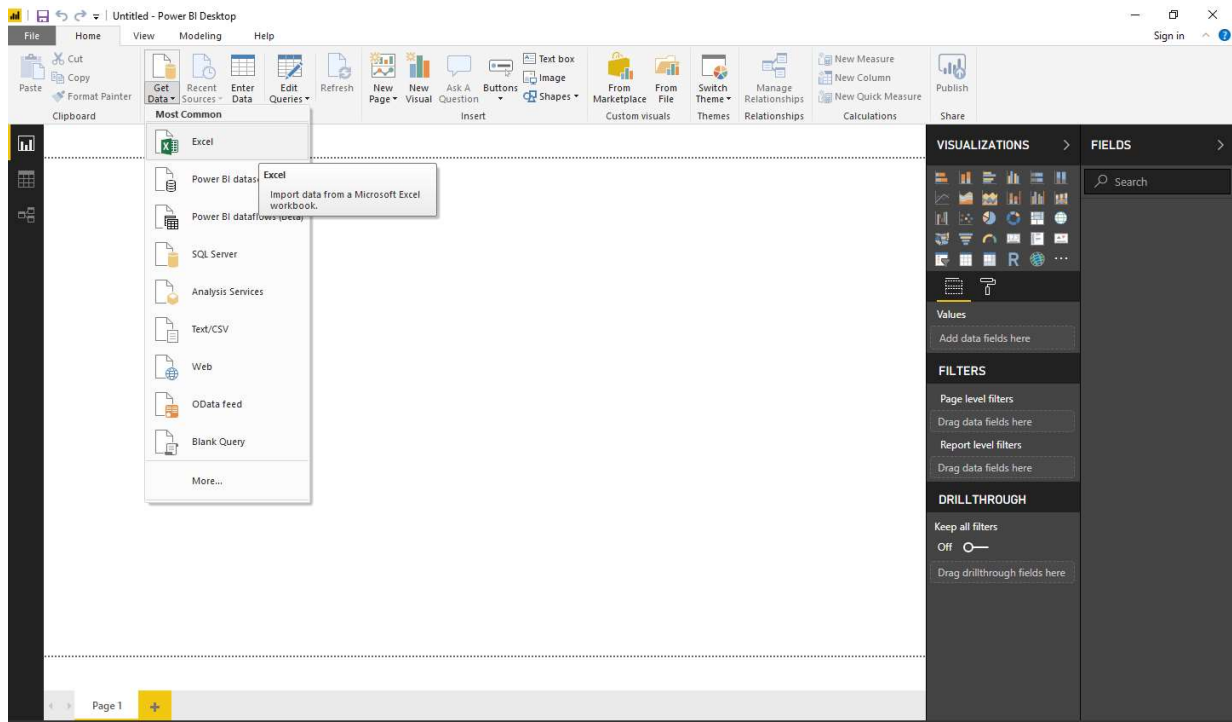 Untitled - Power BI Desktop
File Home View Modeling Help Sign in
Paste
Cut
Copy
Format Painter
Clipboard
Get Data
Recent Sources
Enter Data
Edit Queries
Refresh
New Page
New Visual
Ask A Question
Buttons
Text box
Image
Shapes
Insert
From Marketplace
From File
Custom visuals
Switch Theme
Themes
Manage Relationships
Relationships
New Measure
New Column
New Quick Measure
Calculations
Publish
Share
Most Common
Excel
Power BI datas
Excel
Import data from a Microsoft Excel
workbook.
Power BI dataflows (Beta)
SQL Server
Analysis Services
Text/CSV
Web
OData feed
Blank Query
More...
VISUALIZATIONS
R
Values
Add data fields here
FILTERS
Page level filters
Drag data fields here
Report level filters
Drag data fields here
DRILLTHROUGH
Keep all filters
Off
Drag drillthrough fields here
FIELDS
Search
Page 1